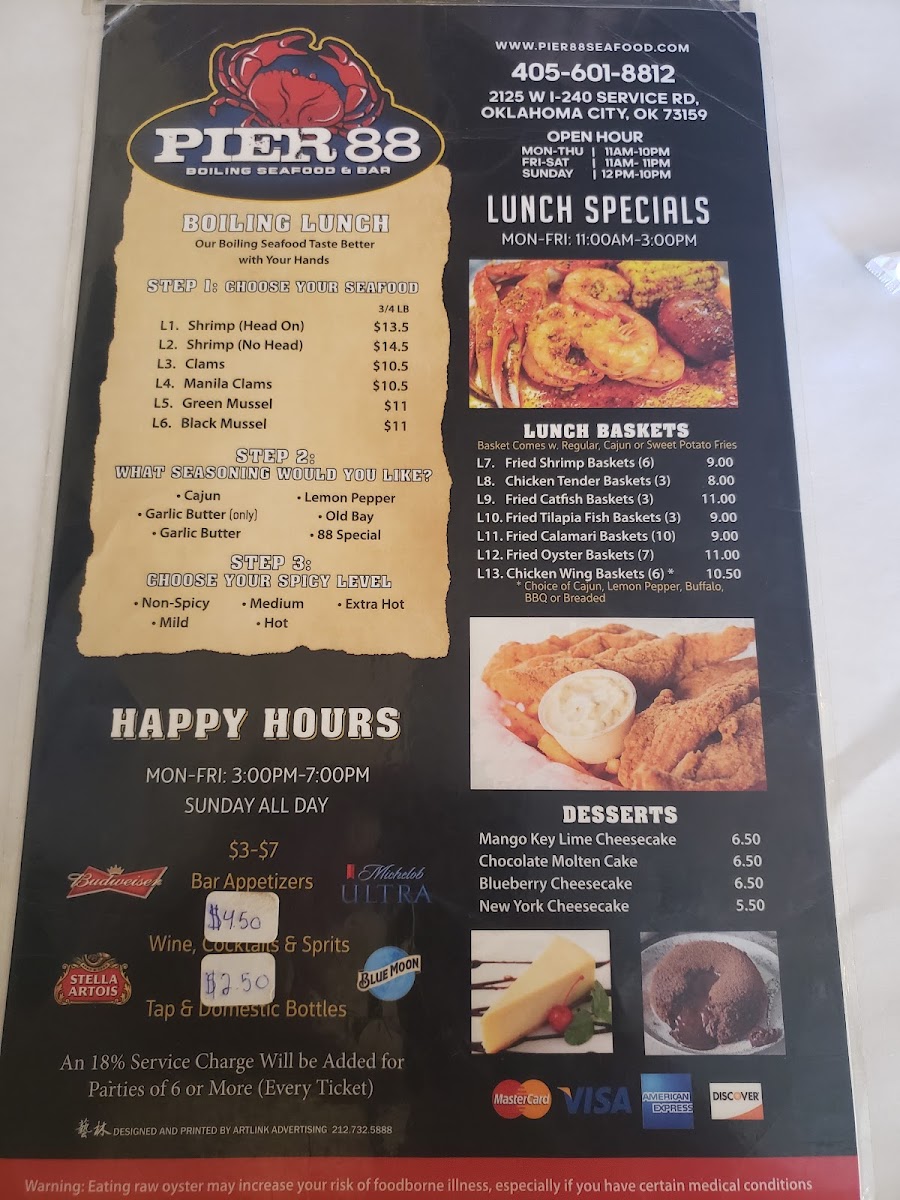 PIER 88
BOILING SEAFOOD & BAR
BOILING LUNCH
Our Boiling Seafood Taste Better
with Your Hands
STEP 1: CHOOSE YOUR SEAFOOD
3/4 LB
L1. Shrimp (Head On) $13.5
L2. Shrimp (No Head) $14.5
L3. Clams $10.5
L4. Manila Clams $10.5
L5. Green Mussel $11
L6. Black Mussel $11
STEP 2:
WHAT SEASONING WOULD YOU LIKE?
• Cajun • Lemon Pepper
• Garlic Butter (only) • Old Bay
• Garlic Butter • 88 Special
STEP 3:
CHOOSE YOUR SPICY LEVEL
• Non-Spicy • Medium • Extra Hot
• Mild • Hot
HAPPY HOURS
MON-FRI: 3:00PM-7:00PM
SUNDAY ALL DAY
$3-$7
Budweiser
Bar Appetizers
Michelob
ULTRA
$4.50
Wine, Cocktails & Sprits
STELLA
ARTOIS
$2.50
BLUE MOON
Tap & Domestic Bottles
An 18% Service Charge Will be Added for
Parties of 6 or More (Every Ticket)
藝林 DESIGNED AND PRINTED BY ARTLINK ADVERTISING 212.732.5888
WWW.PIER88SEAFOOD.COM
405-601-8812
2125 W I-240 SERVICE RD,
OKLAHOMA CITY, OK 73159
OPEN HOUR
MON-THU | 11AM-10PM
FRI-SAT | 11AM- 11PM
SUNDAY | 12PM-10PM
LUNCH SPECIALS
MON-FRI: 11:00AM-3:00PM
LUNCH BASKETS
Basket Comes w. Regular, Cajun or Sweet Potato Fries
L7. Fried Shrimp Baskets (6) 9.00
L8. Chicken Tender Baskets (3) 8.00
L9. Fried Catfish Baskets (3) 11.00
L10. Fried Tilapia Fish Baskets (3) 9.00
L11. Fried Calamari Baskets (10) 9.00
L12. Fried Oyster Baskets (7) 11.00
L13. Chicken Wing Baskets (6) * 10.50
* Choice of Cajun, Lemon Pepper, Buffalo,
BBQ or Breaded
DESSERTS
Mango Key Lime Cheesecake 6.50
Chocolate Molten Cake 6.50
Blueberry Cheesecake 6.50
New York Cheesecake 5.50
MasterCard
VISA
AMERICAN
EXPRESS
DISCOVER
Warning: Eating raw oyster may increase your risk of foodborne illness, especially if you have certain medical conditions